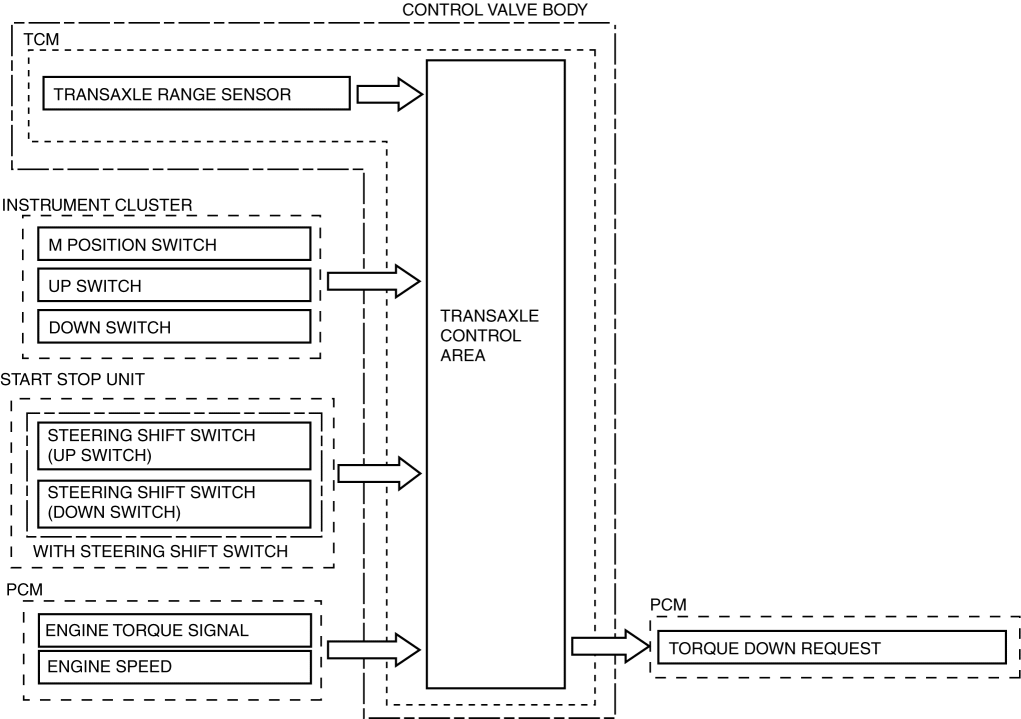 CONTROL VALVE BODY
TCM
TRANSAXLE RANGE SENSOR
INSTRUMENT CLUSTER
M POSITION SWITCH
UP SWITCH
DOWN SWITCH
TRANSAXLE
CONTROL
AREA
START STOP UNIT
STEERING SHIFT SWITCH
(UP SWITCH)
STEERING SHIFT SWITCH
(DOWN SWITCH)
WITH STEERING SHIFT SWITCH
PCM
ENGINE TORQUE SIGNAL
ENGINE SPEED
PCM
TORQUE DOWN REQUEST